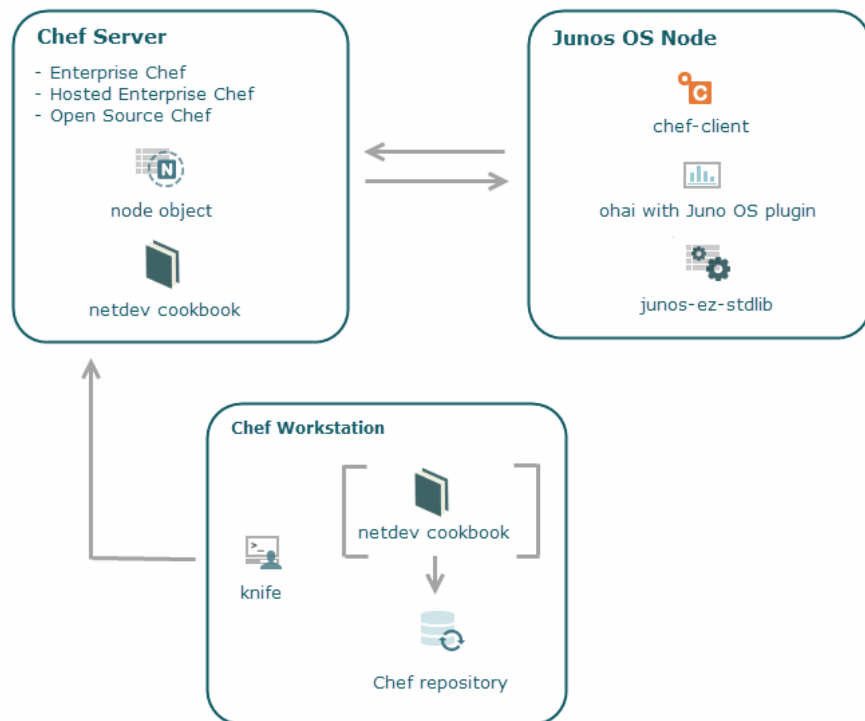 Chef Server
- Enterprise Chef
- Hosted Enterprise Chef
- Open Source Chef
N
node object
netdev cookbook
Junos OS Node
C
chef-client
ohai with Juno OS plugin
junos-ez-stdlib
Chef Workstation
>_
knife
netdev cookbook
Chef repository